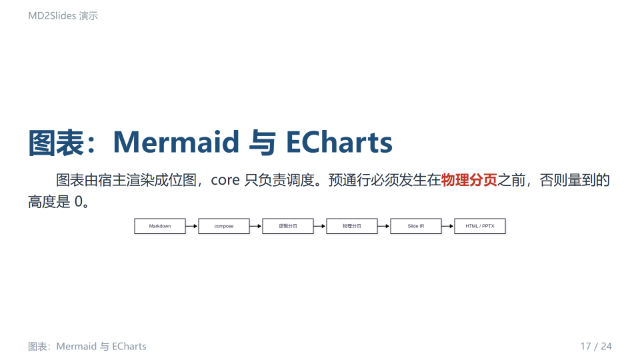 MD2Slides 演示
图表：Mermaid 与 ECharts
图表由宿主渲染成位图，core 只负责调度。预通行必须发生在物理分页之前，否则量到的
高度是 0。
Markdown
compose
逻辑分页
物理分页
Slide IR
HTML / PPTX
图表：Mermaid 与 ECharts
17 / 24